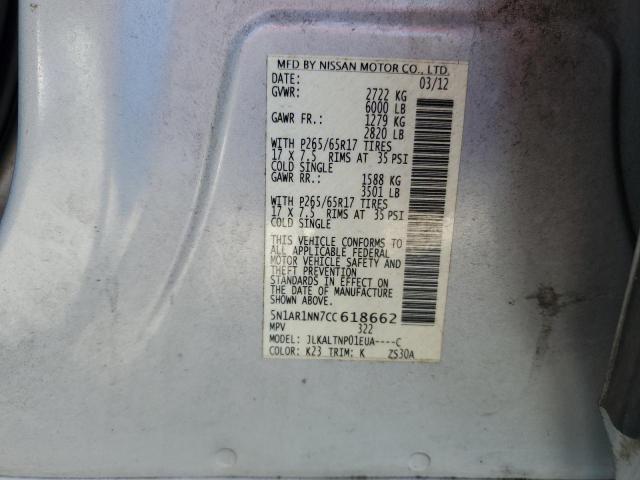 MFD BY NISSAN MOTOR CO., LTD.
DATE: 03/12
GVWR: 2722 KG
6000 LB
GAWR FR.: 1279 KG
2820 LB
WITH P265/65R17 TIRES
17 X 7.5 RIMS AT 35 PSI
COLD SINGLE
GAWR RR.: 1588 KG
3501 LB
WITH P265/65R17 TIRES
17 X 7.5 RIMS AT 35 PSI
COLD SINGLE
THIS VEHICLE CONFORMS TO
ALL APPLICABLE FEDERAL
MOTOR VEHICLE SAFETY AND
THEFT PREVENTION
STANDARDS IN EFFECT ON
THE DATE OF MANUFACTURE
SHOWN ABOVE.
5N1AR1NN7CC618662
MPV 322
MODEL: JLKALTNP01EUA----C
COLOR: K23 TRIM: K ZS30A